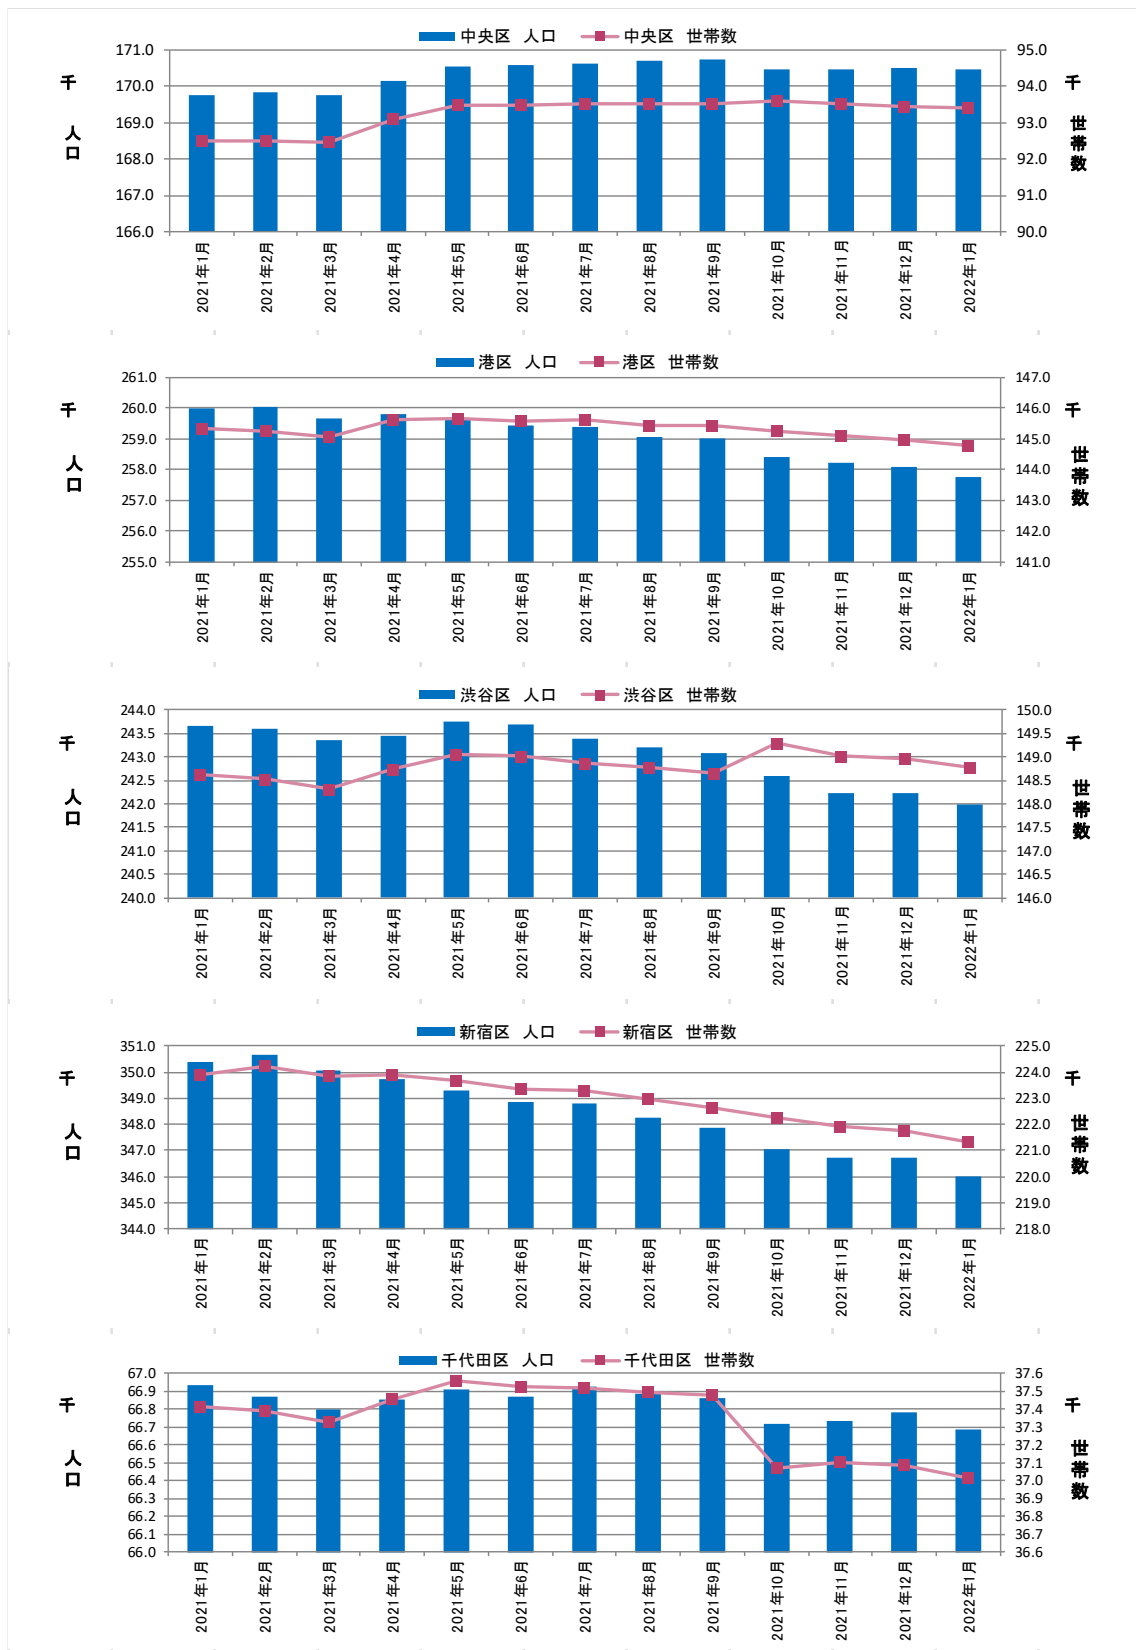 中央区 人口 中央区 世帯数
千人口
171.0
170.0
169.0
168.0
167.0
166.0
95.0
94.0
93.0
92.0
91.0
90.0
千世帯数
2021年1月
2021年2月
2021年3月
2021年4月
2021年5月
2021年6月
2021年7月
2021年8月
2021年9月
2021年10月
2021年11月
2021年12月
2022年1月
港区 人口 港区 世帯数
千人口
261.0
260.0
259.0
258.0
257.0
256.0
255.0
147.0
146.0
145.0
144.0
143.0
142.0
141.0
千世帯数
2021年1月
2021年2月
2021年3月
2021年4月
2021年5月
2021年6月
2021年7月
2021年8月
2021年9月
2021年10月
2021年11月
2021年12月
2022年1月
渋谷区 人口 渋谷区 世帯数
千人口
244.0
243.5
243.0
242.5
242.0
241.5
241.0
240.5
240.0
150.0
149.5
149.0
148.5
148.0
147.5
147.0
146.5
146.0
千世帯数
2021年1月
2021年2月
2021年3月
2021年4月
2021年5月
2021年6月
2021年7月
2021年8月
2021年9月
2021年10月
2021年11月
2021年12月
2022年1月
新宿区 人口 新宿区 世帯数
千人口
351.0
350.0
349.0
348.0
347.0
346.0
345.0
344.0
225.0
224.0
223.0
222.0
221.0
220.0
219.0
218.0
千世帯数
2021年1月
2021年2月
2021年3月
2021年4月
2021年5月
2021年6月
2021年7月
2021年8月
2021年9月
2021年10月
2021年11月
2021年12月
2022年1月
千代田区 人口 千代田区 世帯数
千人口
67.0
66.9
66.8
66.7
66.6
66.5
66.4
66.3
66.2
66.1
66.0
37.6
37.5
37.4
37.3
37.2
37.1
37.0
36.9
36.8
36.7
36.6
千世帯数
2021年1月
2021年2月
2021年3月
2021年4月
2021年5月
2021年6月
2021年7月
2021年8月
2021年9月
2021年10月
2021年11月
2021年12月
2022年1月